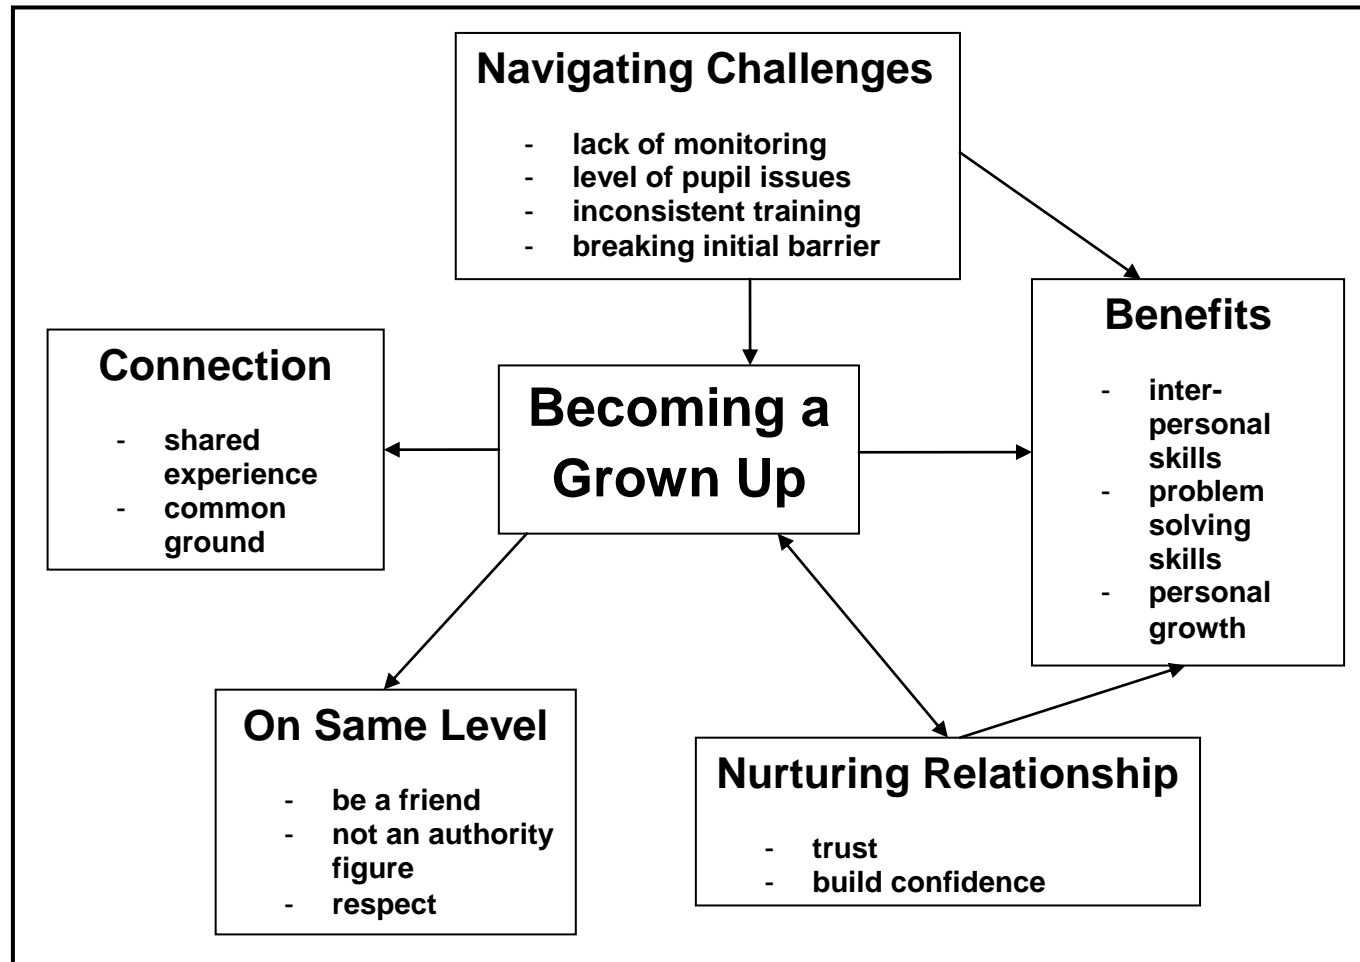 Navigating Challenges
- lack of monitoring
- level of pupil issues
- inconsistent training
- breaking initial barrier
Connection
- shared
experience
- common
ground
Becoming a
Grown Up
Benefits
- inter-
personal
skills
- problem
solving
skills
- personal
growth
On Same Level
- be a friend
- not an authority
figure
- respect
Nurturing Relationship
- trust
- build confidence